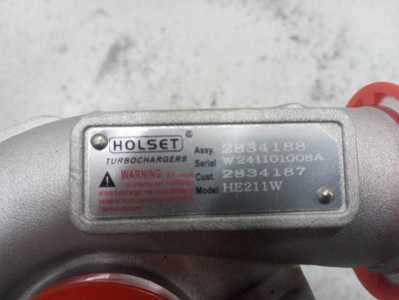 HOLSET ®
TURBOCHARGERS
WARNING
Assy. 2834188
Serial W241101008A
Cust. 2834187
Model HE211W